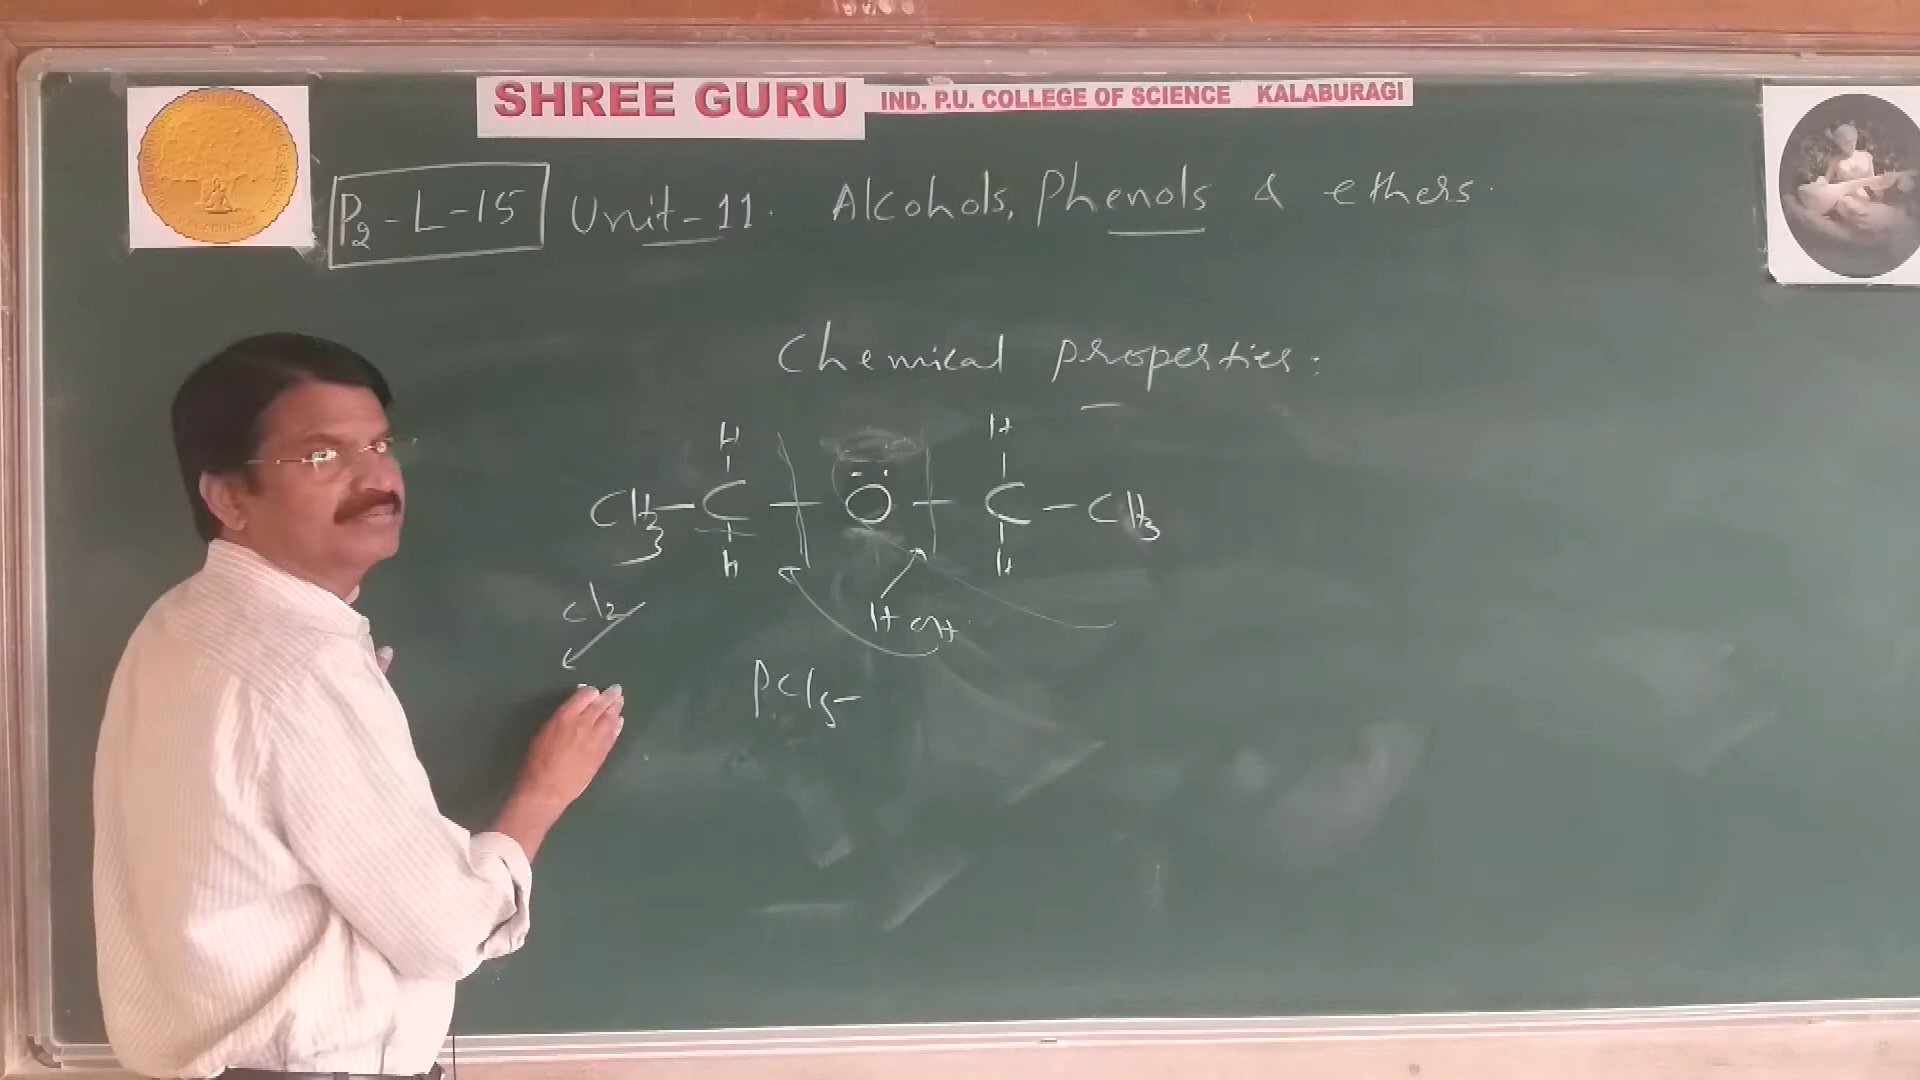 SHREE GURU IND. P.U. COLLEGE OF SCIENCE KALABURAGI
P2-L-15 Unit-11. Alcohols, Phenols & ethers.
Chemical properties:
H H
CH3-C-O-C-CH3
H H
Cl2
H OH
PCl5